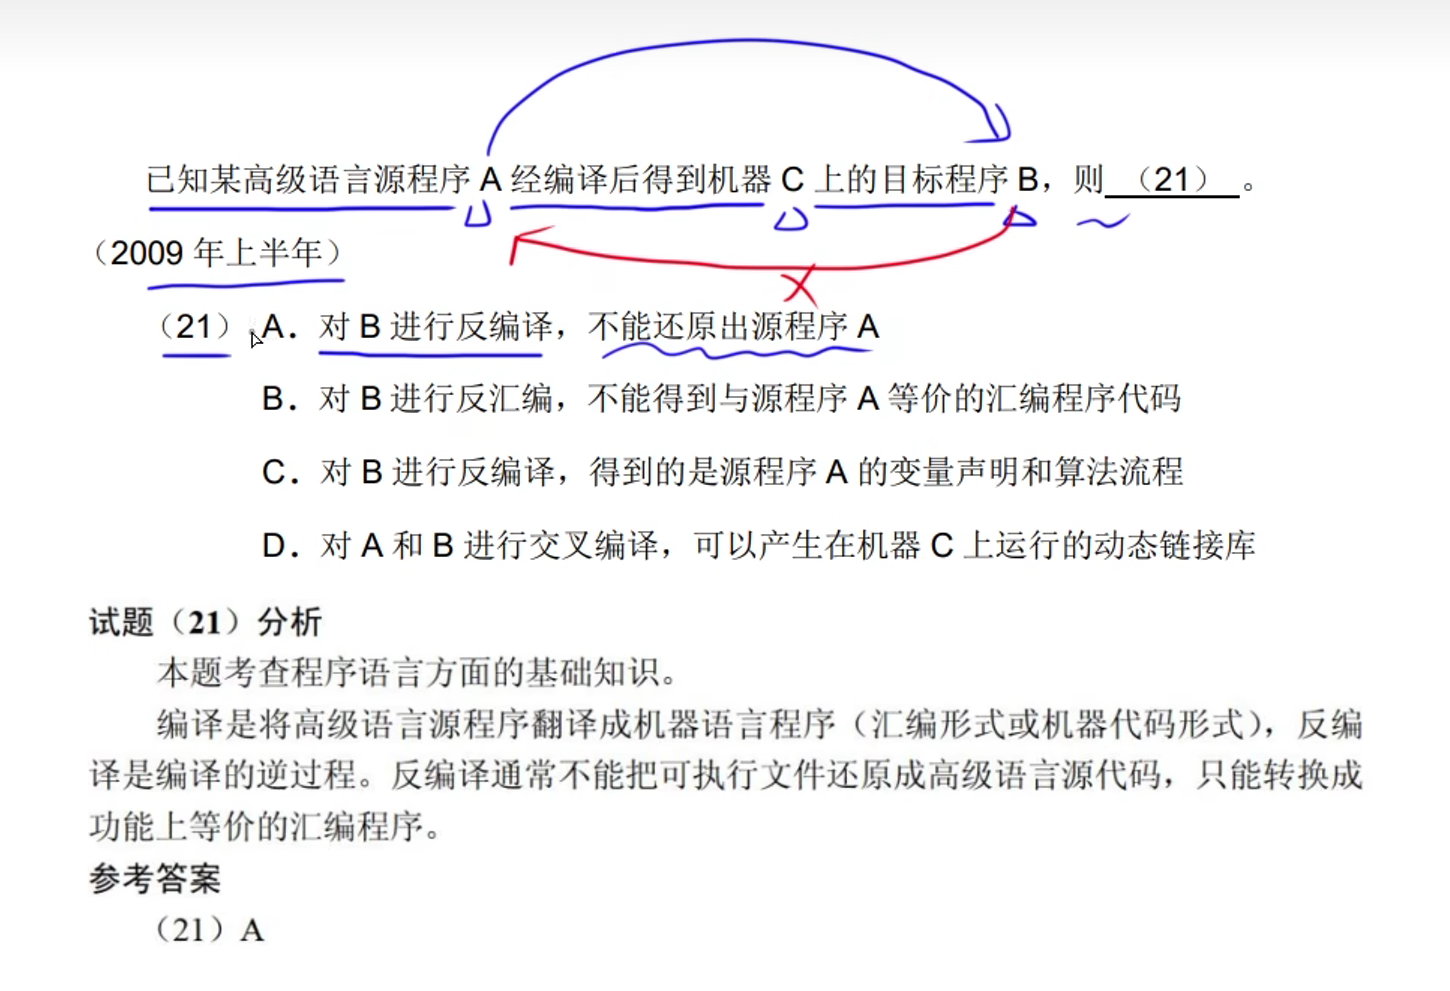 已知某高级语言源程序 A 经编译后得到机器 C 上的目标程序 B，则 （21） 。
（2009 年上半年）
（21）A．对 B 进行反编译，不能还原出源程序 A
B．对 B 进行反汇编，不能得到与源程序 A 等价的汇编程序代码
C．对 B 进行反编译，得到的是源程序 A 的变量声明和算法流程
D．对 A 和 B 进行交叉编译，可以产生在机器 C 上运行的动态链接库
试题（21）分析
本题考查程序语言方面的基础知识。
编译是将高级语言源程序翻译成机器语言程序（汇编形式或机器代码形式），反编
译是编译的逆过程。反编译通常不能把可执行文件还原成高级语言源代码，只能转换成
功能上等价的汇编程序。
参考答案
（21）A